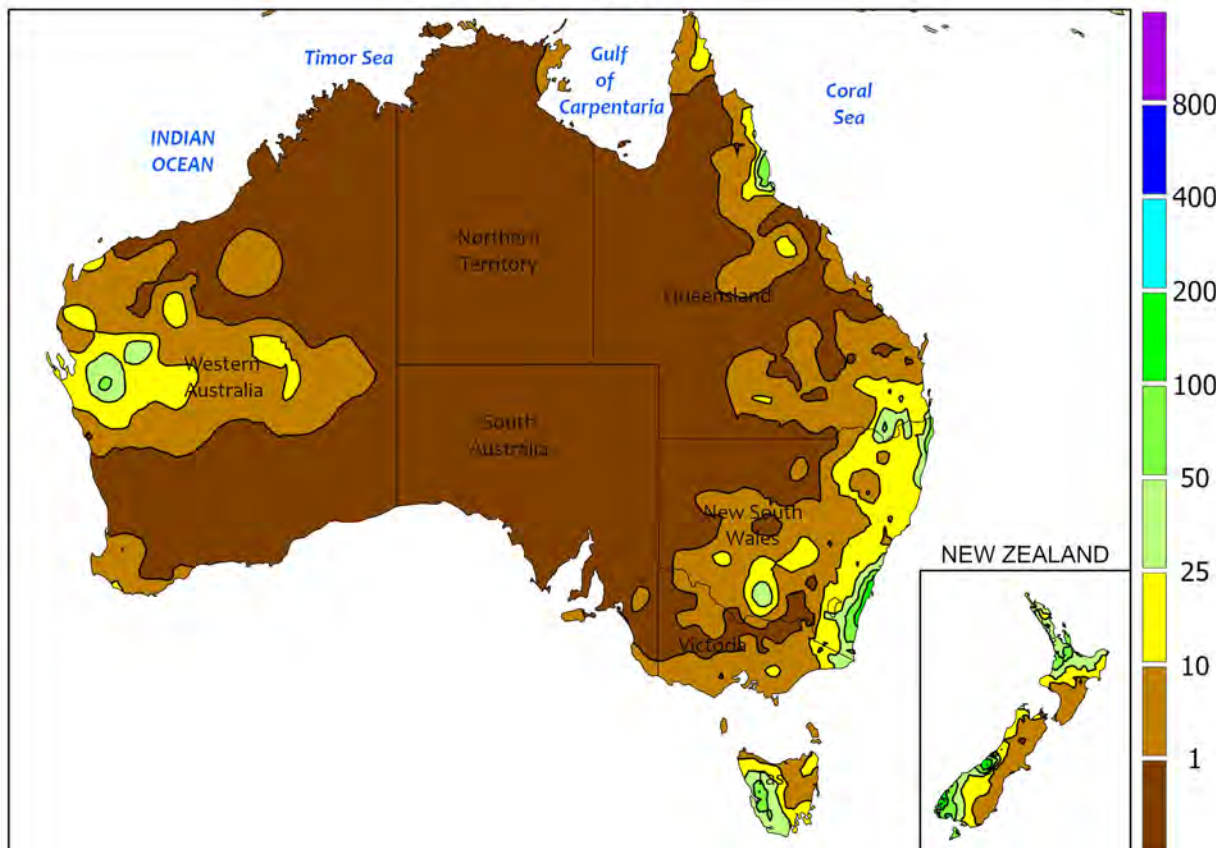 Timor Sea
Gulf
of
Carpentaria
Coral
Sea
INDIAN
OCEAN
Northern
Territory
Queensland
Western
Australia
South
Australia
New South
Wales
Victoria
as
NEW ZEALAND
800
400
200
100
50
25
10
1